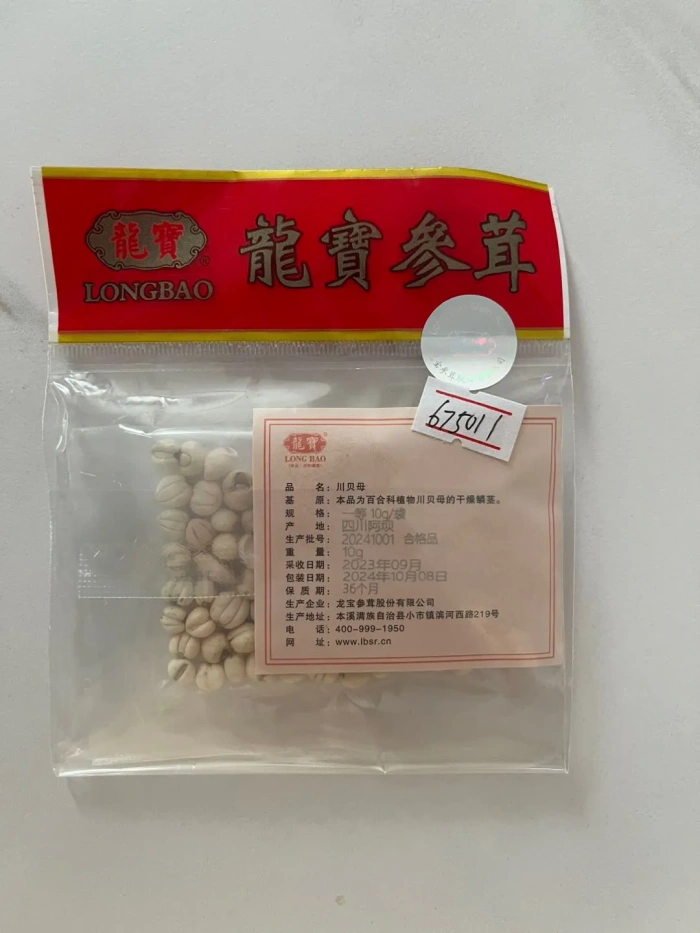 龍寶
®
LONGBAO
龍寶參茸
675011
龍寶
LONG BAO
品 名：川贝母
基 原：本品为百合科植物川贝母的干燥鳞茎。
规 格：一等 10g/袋
产 地：四川阿坝
生产批号：20241001 合格品
重 量：10g
采收日期：2023年09月
包装日期：2024年10月08日
保 质 期：36个月
生产企业：龙宝参茸股份有限公司
生产地址：本溪满族自治县小市镇滨河西路219号
电 话：400-999-1950
网 址：www.lbsr.cn